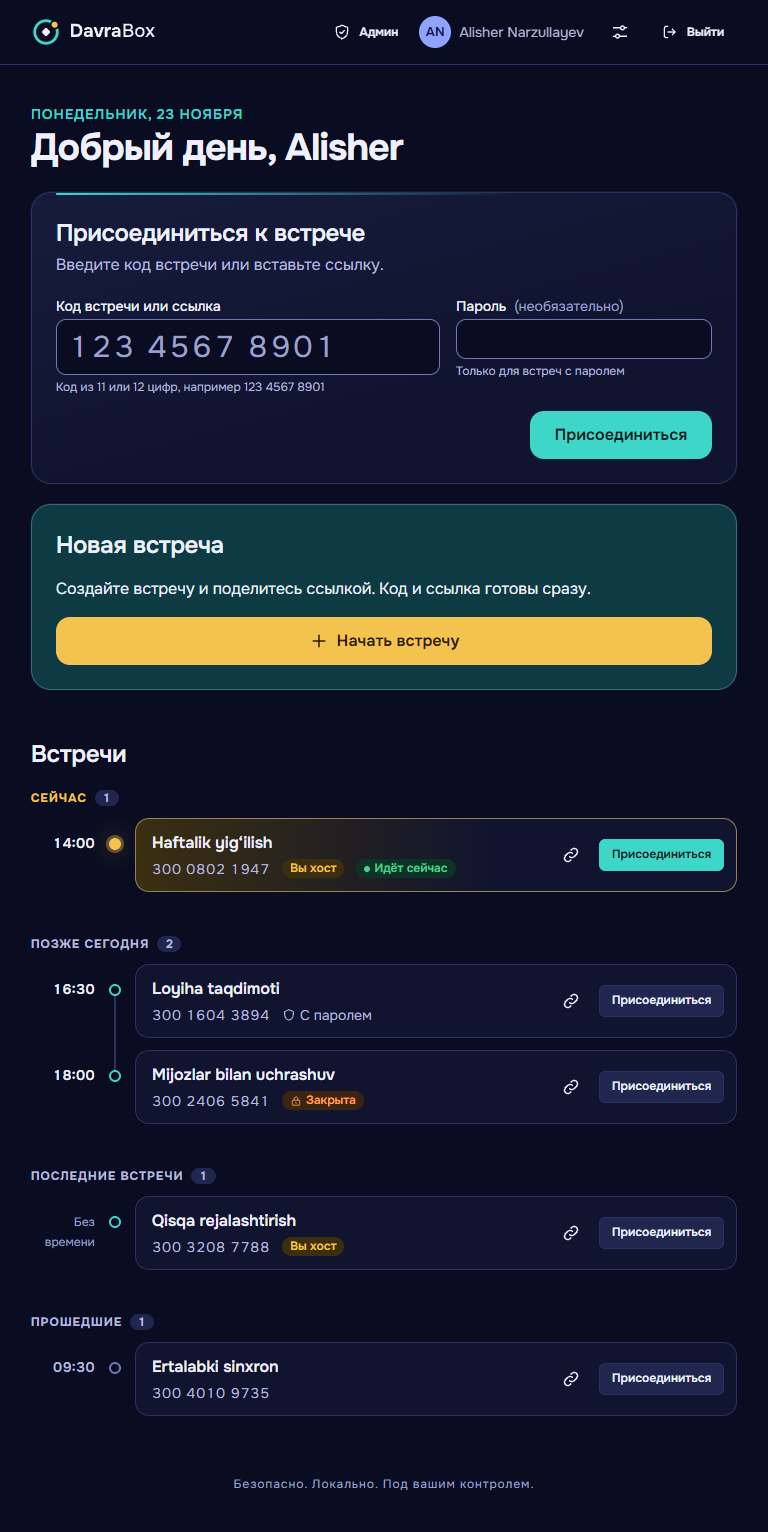 DavraBox
Админ
AN
Alisher Narzullayev
Выйти
ПОНЕДЕЛЬНИК, 23 НОЯБРЯ
Добрый день, Alisher
Присоединиться к встрече
Введите код встречи или вставьте ссылку.
Код встречи или ссылка
Пароль (необязательно)
123 4567 8901
Только для встреч с паролем
Код из 11 или 12 цифр, например 123 4567 8901
Присоединиться
Новая встреча
Создайте встречу и поделитесь ссылкой. Код и ссылка готовы сразу.
Начать встречу
Встречи
СЕЙЧАС 1
14:00
Haftalik yigʻilish
300 0802 1947 Вы хост Идёт сейчас
Присоединиться
ПОЗЖЕ СЕГОДНЯ 2
16:30
Loyiha taqdimoti
300 1604 3894 С паролем
Присоединиться
18:00
Mijozlar bilan uchrashuv
300 2406 5841 Закрыта
Присоединиться
ПОСЛЕДНИЕ ВСТРЕЧИ 1
Без
времени
Qisqa rejalashtirish
300 3208 7788 Вы хост
Присоединиться
ПРОШЕДШИЕ 1
09:30
Ertalabki sinxron
300 4010 9735
Присоединиться
Безопасно. Локально. Под вашим контролем.